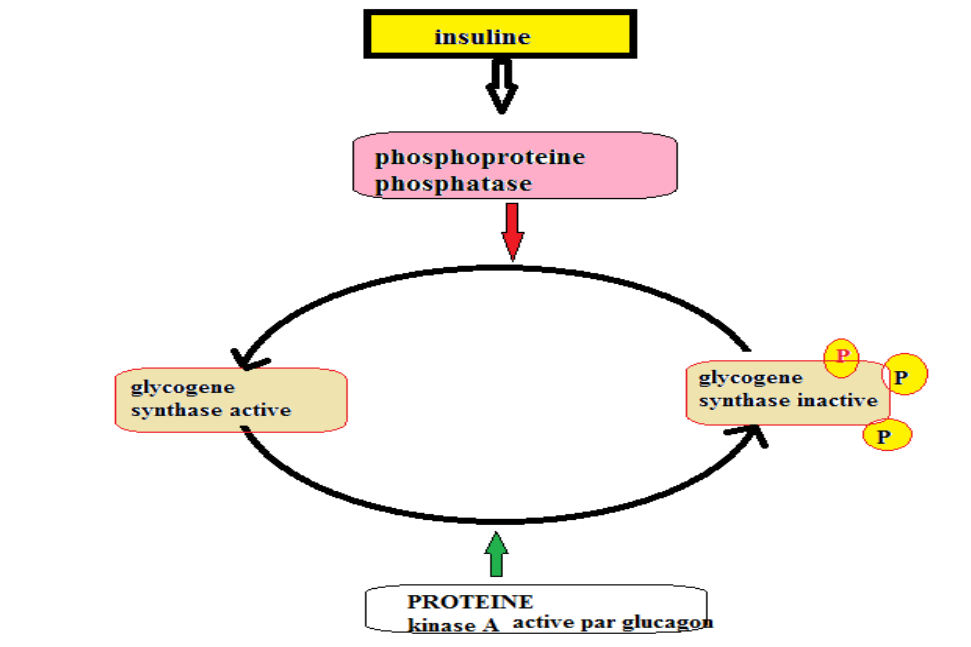 insuline
phosphoproteine
phosphatase
P
glycogene
synthase active
glycogene
synthase inactive
P
P
PROTEINE
kinase A active par glucagon